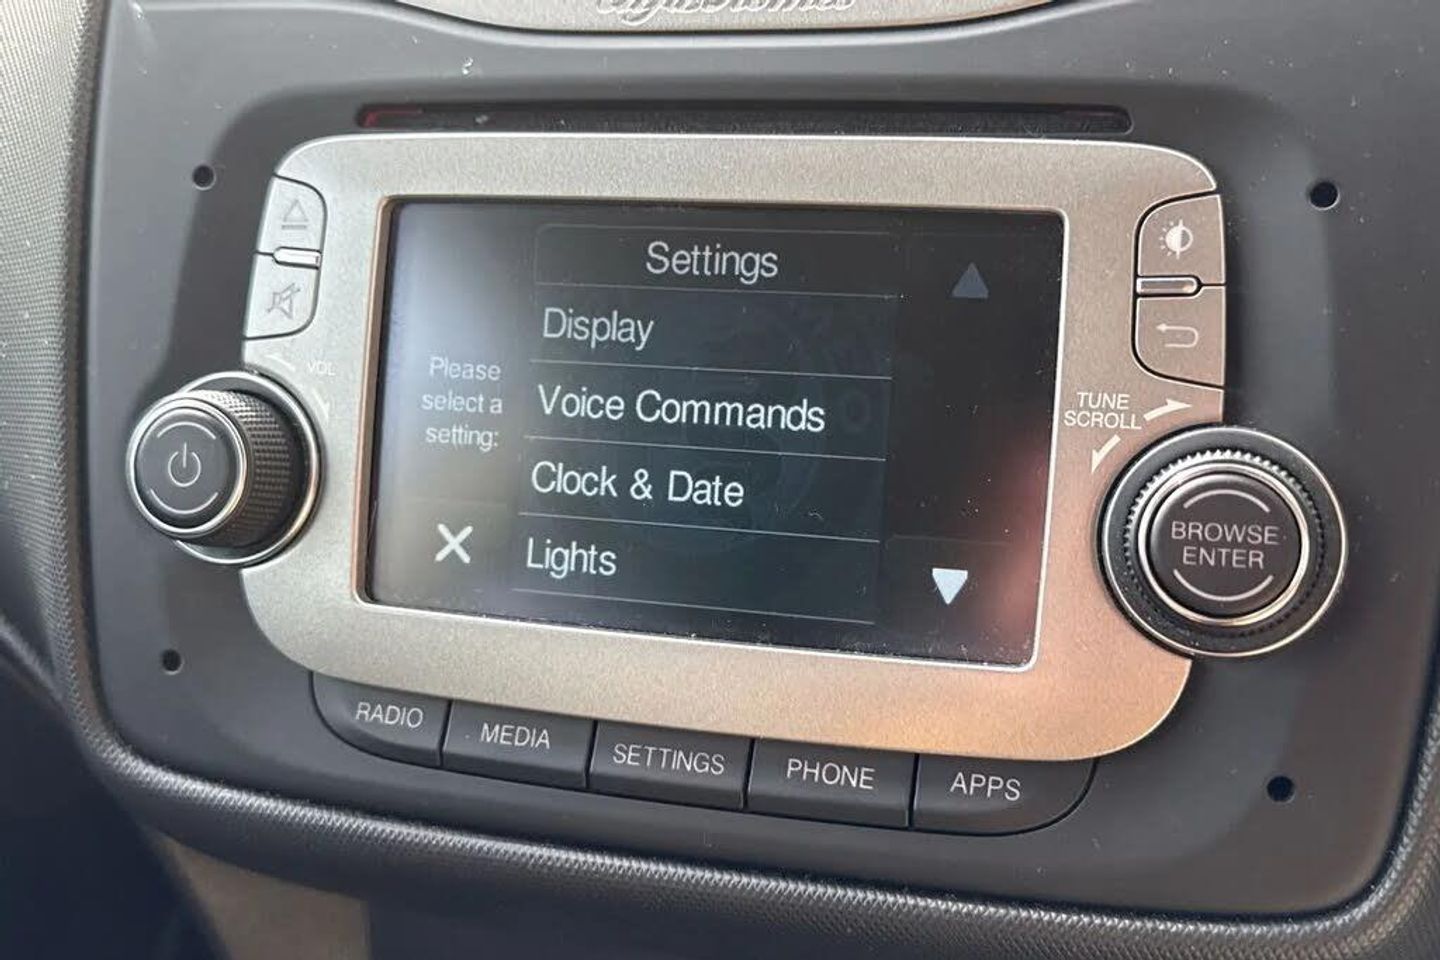 Settings
Display
Voice Commands
Clock & Date
Lights
Please
select a
setting:
VOL
TUNE
SCROLL
BROWSE
ENTER
RADIO
MEDIA
SETTINGS
PHONE
APPS